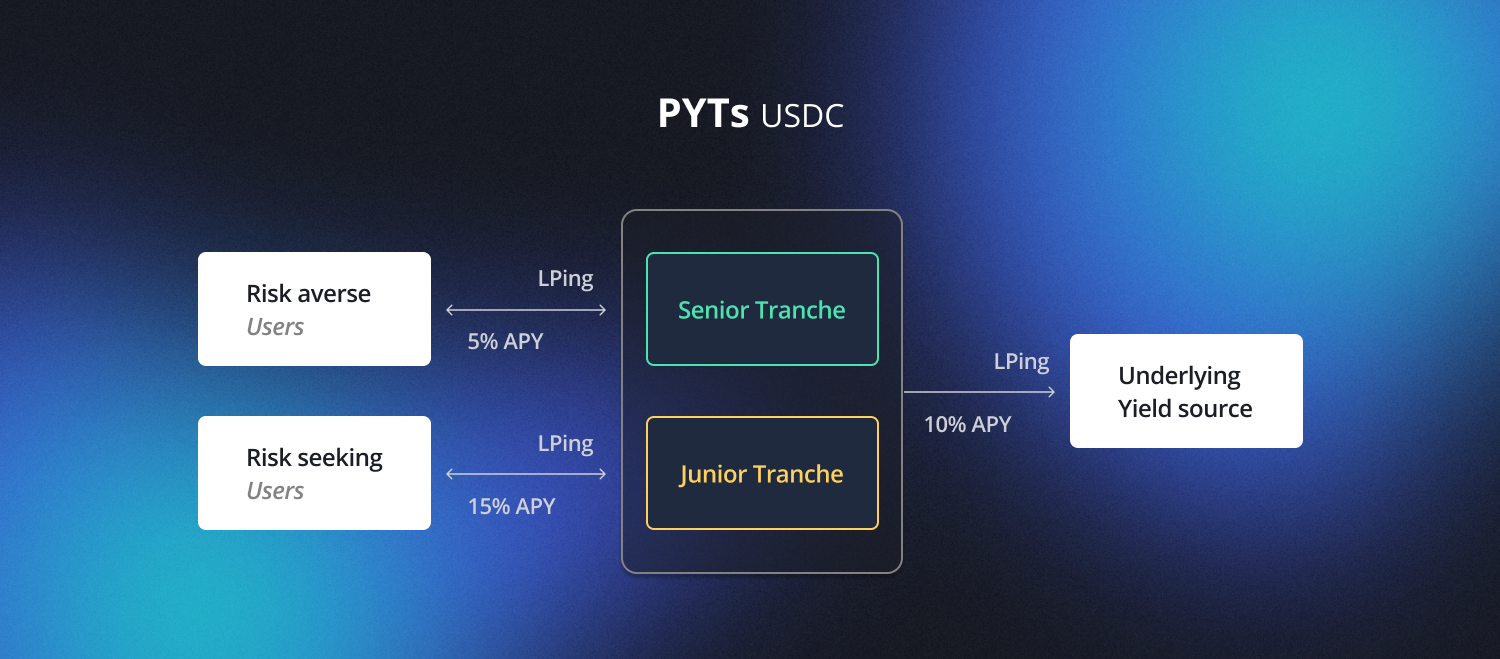 PYTs USDC
Risk averse
Users
LPing
5% APY
Senior Tranche
Risk seeking
Users
LPing
15% APY
Junior Tranche
LPing
10% APY
Underlying
Yield source